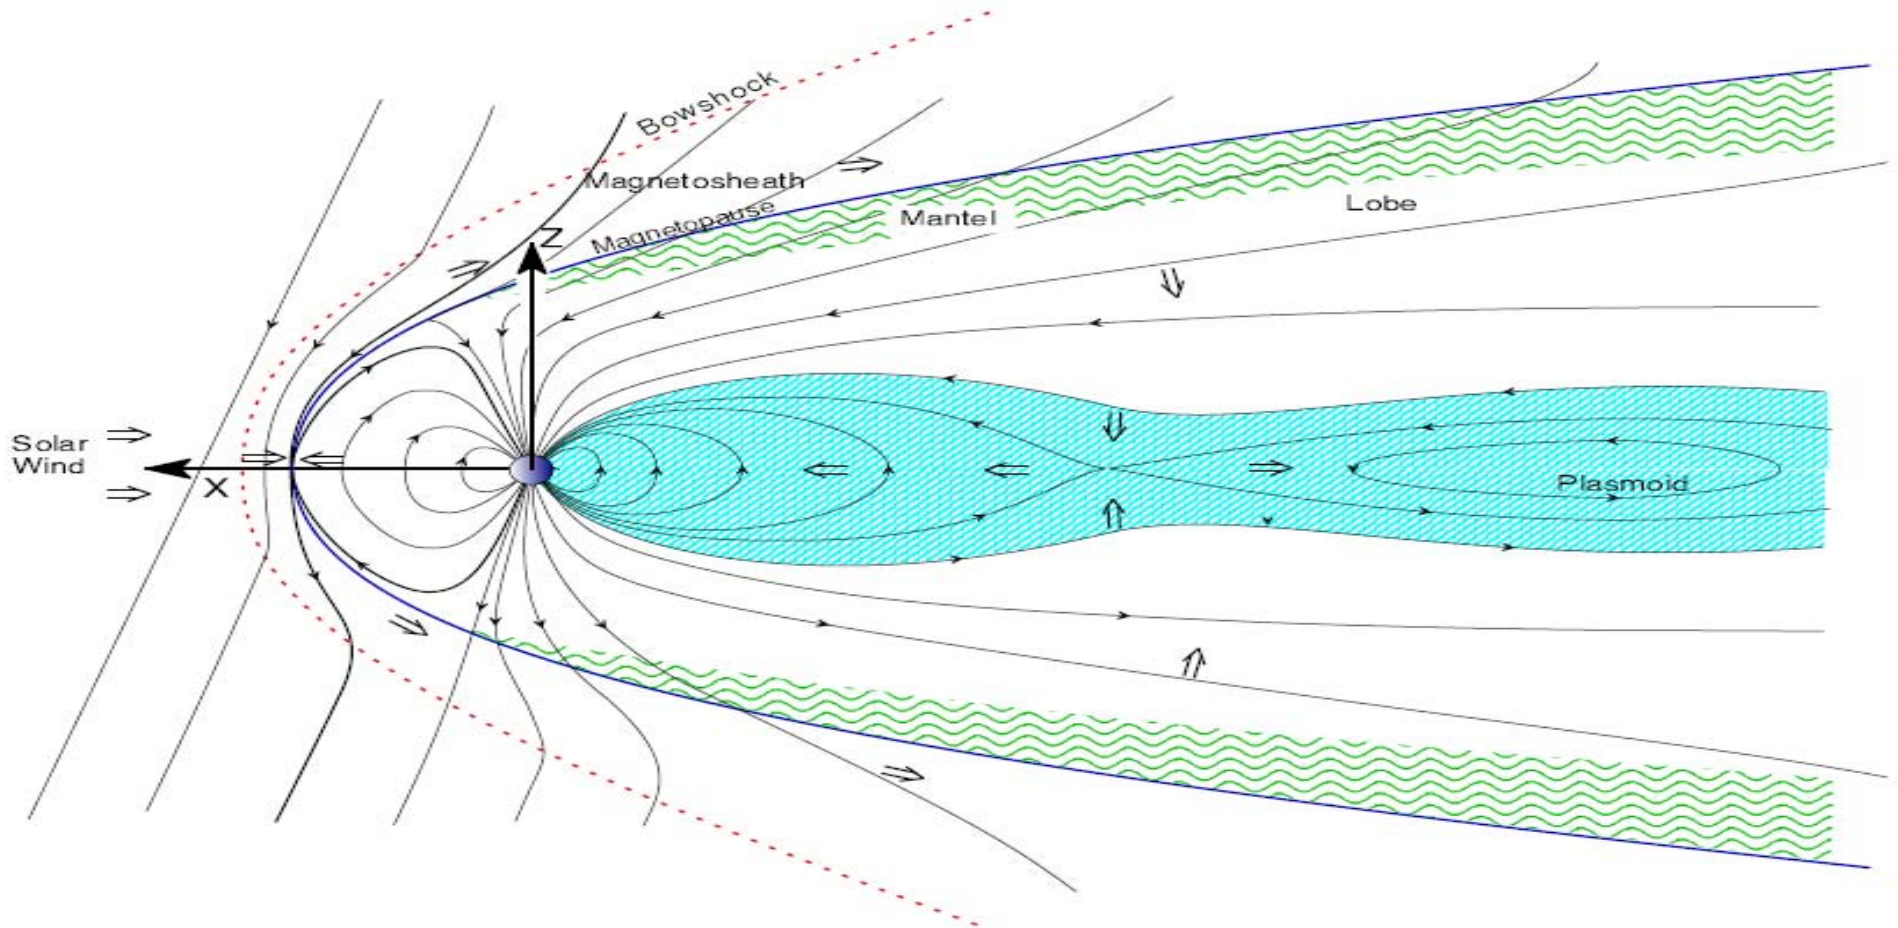 Bowshock
Magnetosheath
Magnetopause
Z
Mantel
Lobe
Solar
Wind
X
Plasmoid